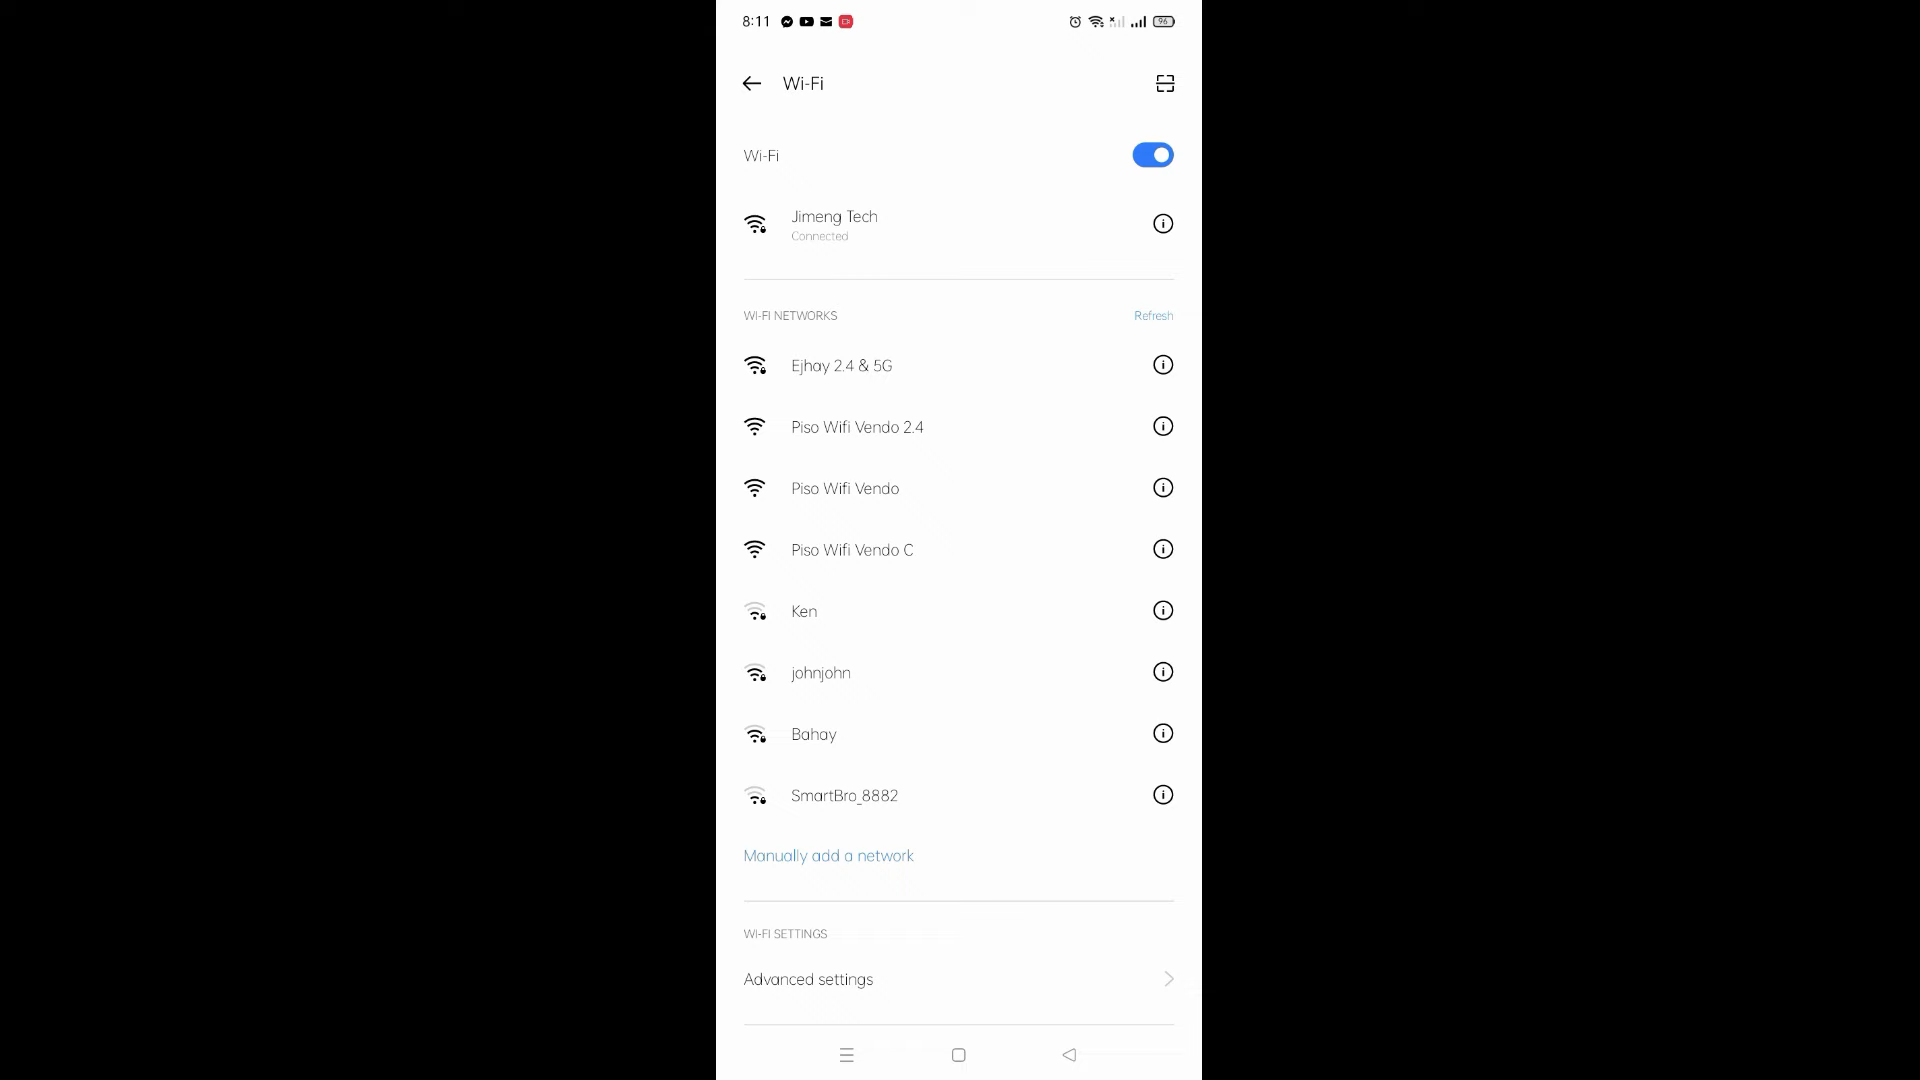 8:11
96
Wi-Fi
Wi-Fi
Jimeng Tech
Connected
WI-FI NETWORKS
Refresh
Ejhay 2.4 & 5G
Piso Wifi Vendo 2.4
Piso Wifi Vendo
Piso Wifi Vendo C
Ken
johnjohn
Bahay
SmartBro_8882
Manually add a network
WI-FI SETTINGS
Advanced settings